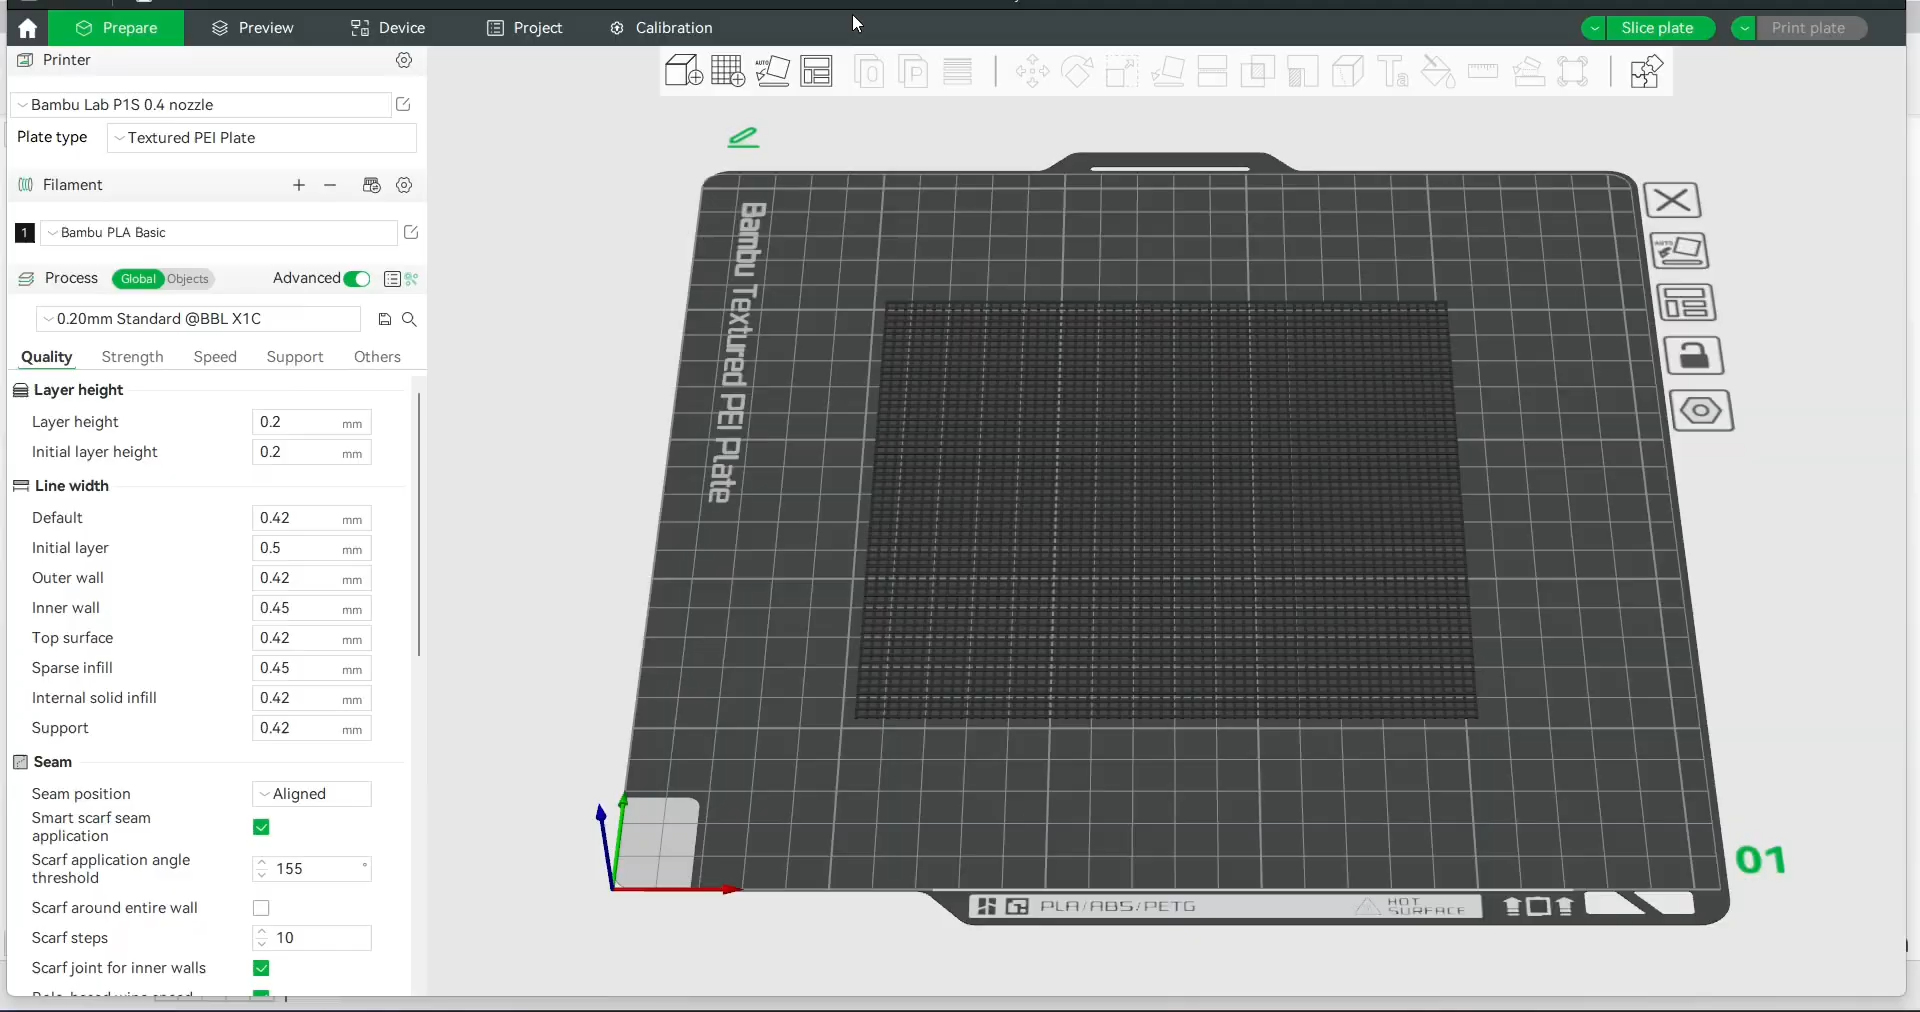 Prepare
Preview
Device
Project
Calibration
Slice plate
Print plate
Printer
Bambu Lab P1S 0.4 nozzle
Plate type
Textured PEI Plate
Filament
1
Bambu PLA Basic
Process
Global
Objects
Advanced
0.20mm Standard @BBL X1C
Quality
Strength
Speed
Support
Others
Layer height
Layer height 0.2 mm
Initial layer height 0.2 mm
Line width
Default 0.42 mm
Initial layer 0.5 mm
Outer wall 0.42 mm
Inner wall 0.45 mm
Top surface 0.42 mm
Sparse infill 0.45 mm
Internal solid infill 0.42 mm
Support 0.42 mm
Seam
Seam position Aligned
Smart scarf seam
application
Scarf application angle
threshold
155 °
Scarf around entire wall
Scarf steps 10
Scarf joint for inner walls
AUTO
O
P
Ta
Bambu Textured PEI Plate
AUTO
PLA/ABS/PETG
HOT
SURFACE
01